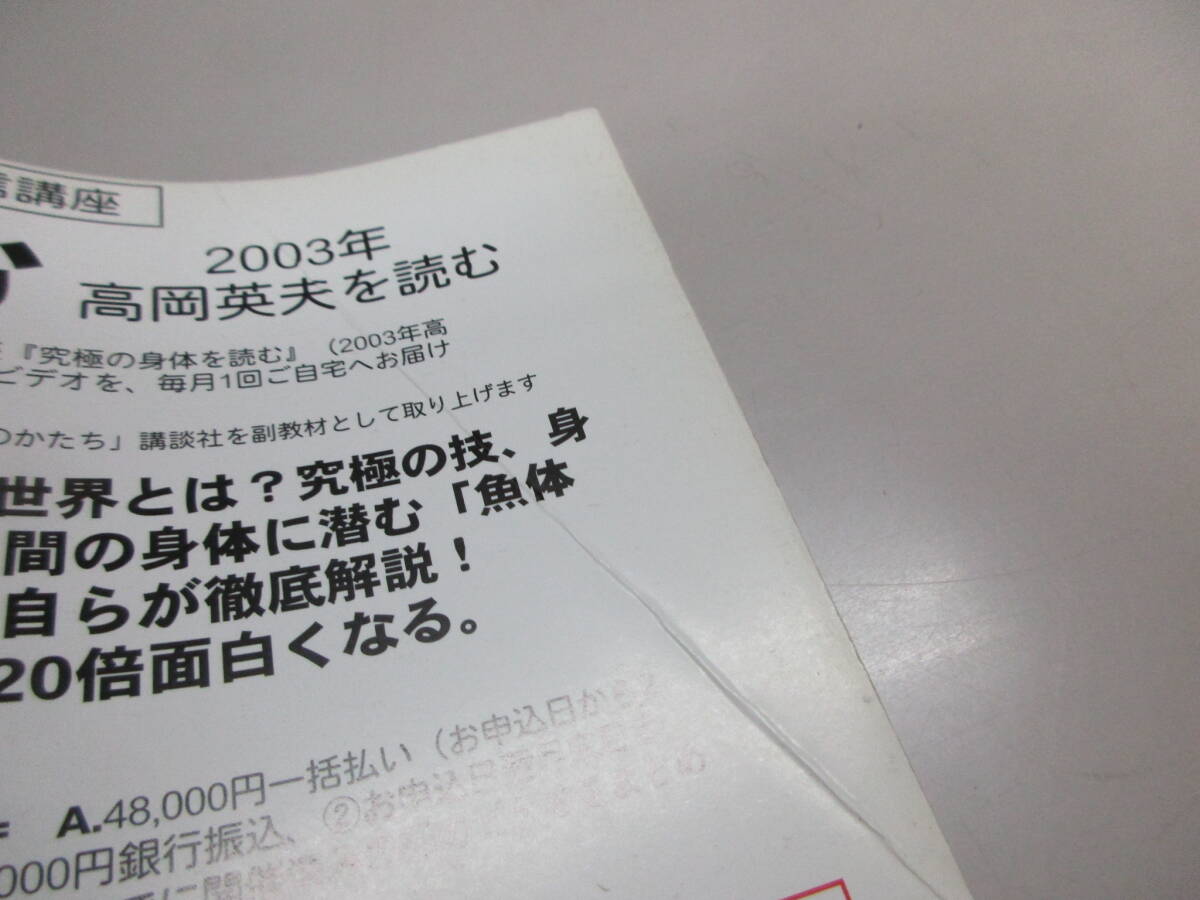 講座
2003年
高岡英夫を読む
『究極の身体を読む』（2003年高
ビデオを、毎月1回ご自宅へお届け
のかたち」講談社を副教材として取り上げます
世界とは？究極の技、身
間の身体に潜む「魚体
自らが徹底解説！
20倍面白くなる。
A.48,000円一括払い（お申込日から
000円銀行振込、②お申込日翌月
に開催